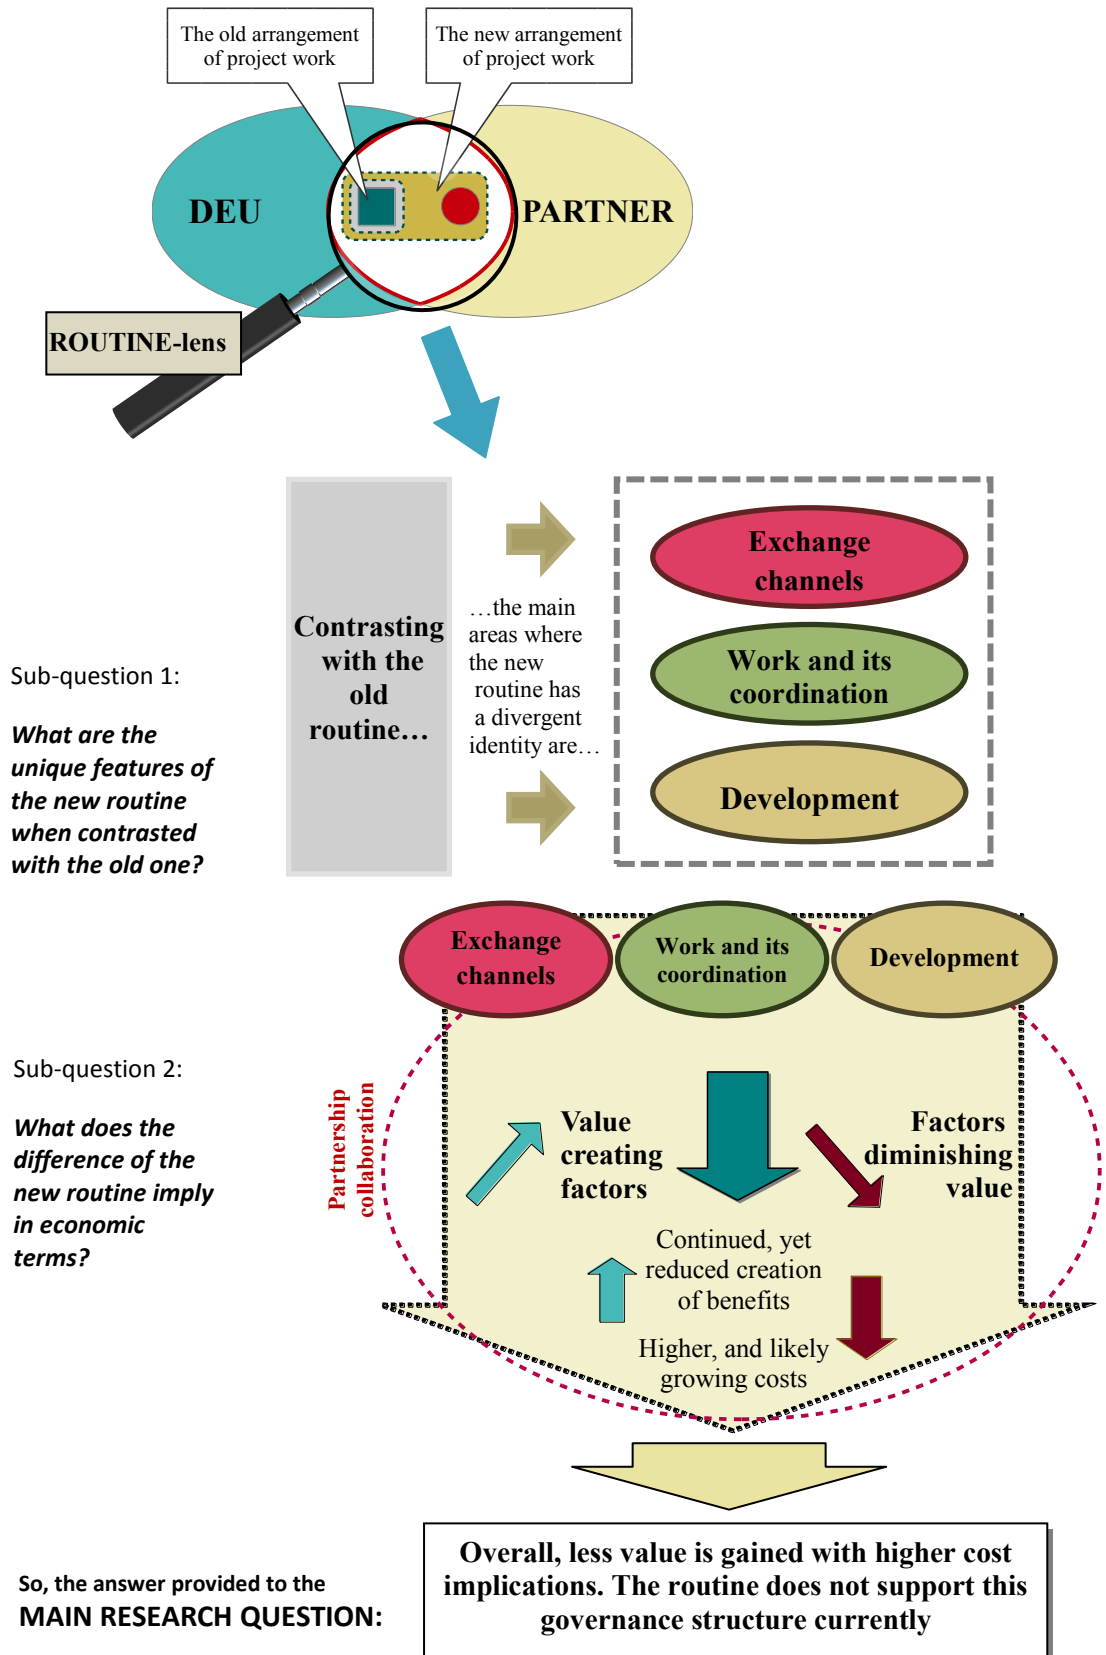 The old arrangement
of project work
The new arrangement
of project work
DEU
PARTNER
ROUTINE-lens
Sub-question 1:
What are the
unique features of
the new routine
when contrasted
with the old one?
Contrasting
with the
old
routine…
…the main
areas where
the new
routine has
a divergent
identity are…
Exchange
channels
Work and its
coordination
Development
Exchange
channels
Work and its
coordination
Development
Sub-question 2:
What does the
difference of the
new routine imply
in economic
terms?
Partnership
collaboration
Value
creating
factors
Factors
diminishing
value
Continued, yet
reduced creation
of benefits
Higher, and likely
growing costs
So, the answer provided to the
MAIN RESEARCH QUESTION:
Overall, less value is gained with higher cost
implications. The routine does not support this
governance structure currently